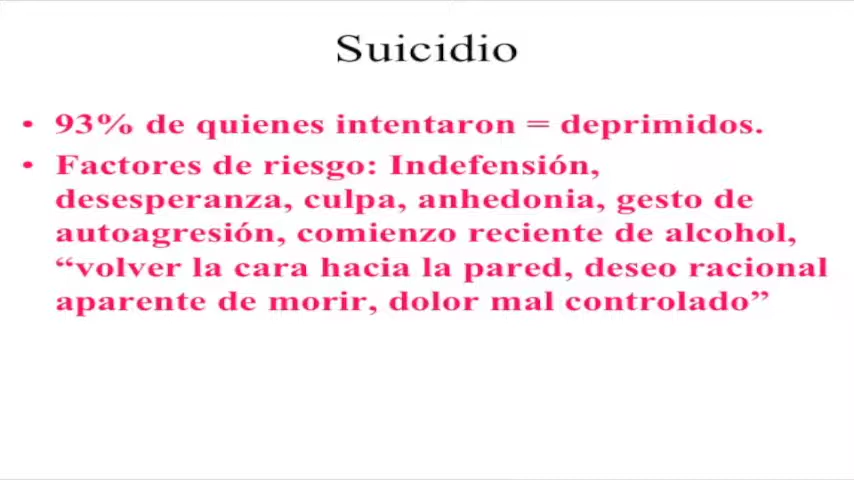 Suicidio
• 93% de quienes intentaron = deprimidos.
• Factores de riesgo: Indefensión,
desesperanza, culpa, anhedonia, gesto de
autoagresión, comienzo reciente de alcohol,
“volver la cara hacia la pared, deseo racional
aparente de morir, dolor mal controlado”